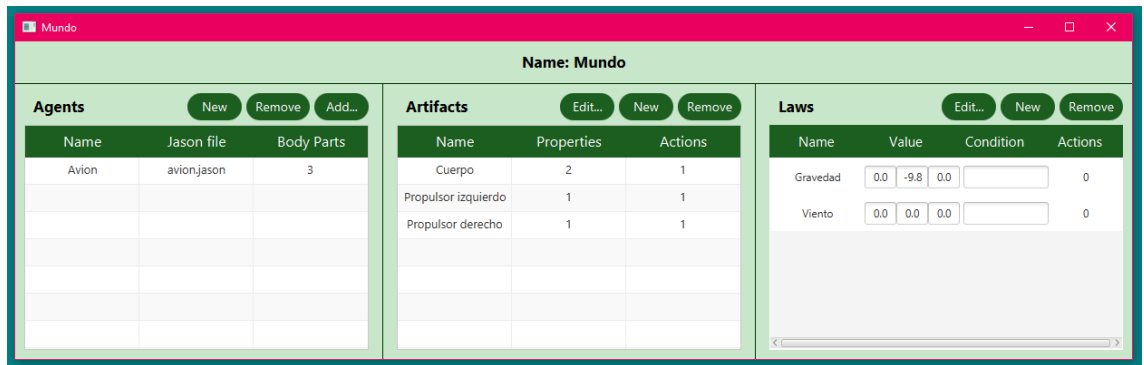 Mundo
Name: Mundo
Agents New Remove Add...
Name Jason file Body Parts
Avion avion.jason 3
Artifacts Edit... New Remove
Name Properties Actions
Cuerpo 2 1
Propulsor izquierdo 1 1
Propulsor derecho 1 1
Laws Edit... New Remove
Name Value Condition Actions
Gravedad 0.0 -9.8 0.0 0
Viento 0.0 0.0 0.0 0